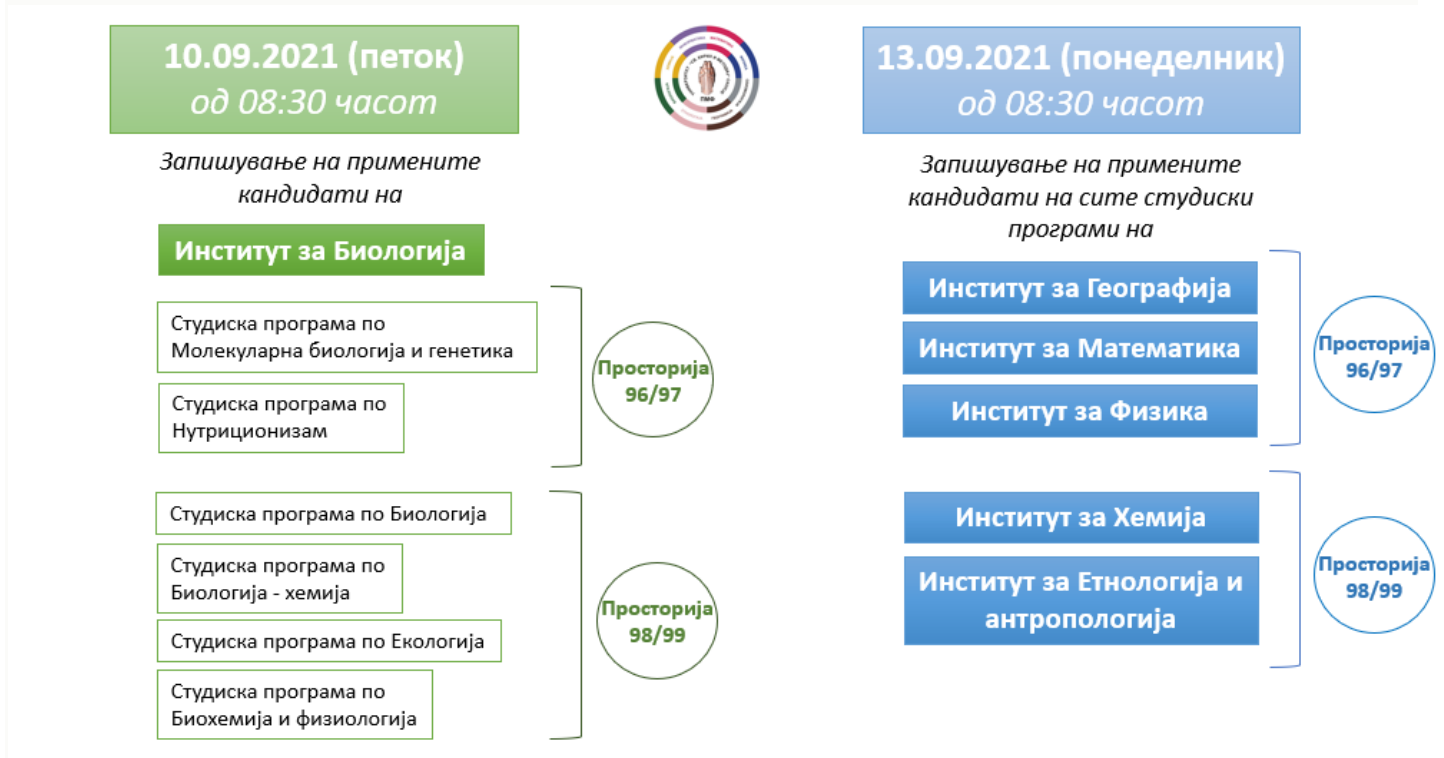 10.09.2021 (петок)
од 08:30 часот
Запишување на примените
кандидати на
Институт за Биологија
Студиска програма по
Молекуларна биологија и генетика
Студиска програма по
Нутриционизам
Просторија
96/97
Студиска програма по Биологија
Студиска програма по
Биологија - хемија
Студиска програма по Екологија
Студиска програма по
Биохемија и физиологија
Просторија
98/99
ПМФ
13.09.2021 (понеделник)
од 08:30 часот
Запишување на примените
кандидати на сите студиски
програми на
Институт за Географија
Институт за Математика
Институт за Физика
Просторија
96/97
Институт за Хемија
Институт за Етнологија и
антропологија
Просторија
98/99